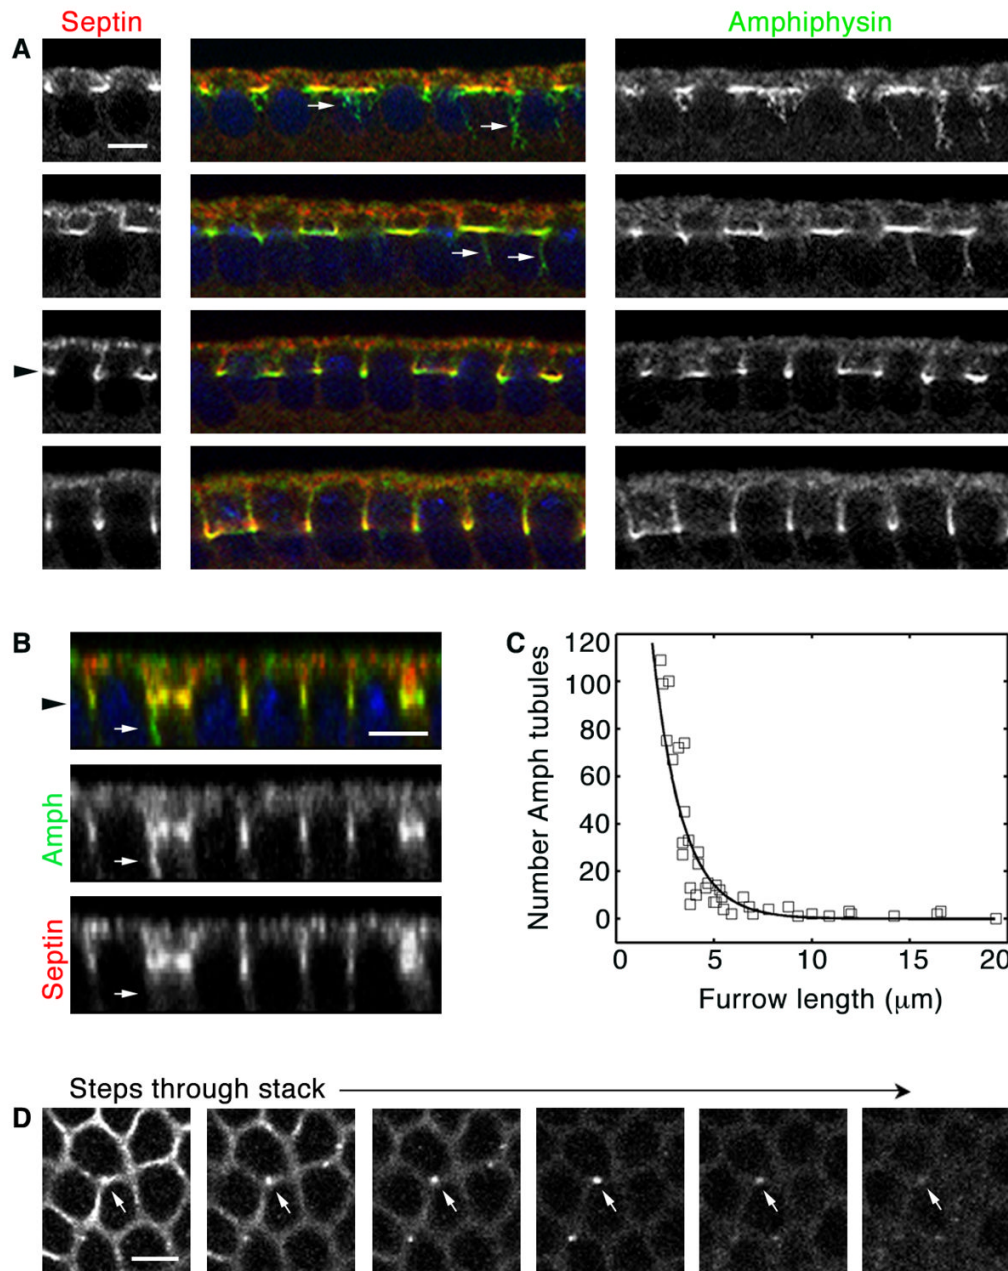 Septin
Amphiphysin
A
B
Amph
Septin
C
Number Amph tubules
120
100
80
60
40
20
0
0
5
10
15
20
Furrow length (μm)
Steps through stack
D